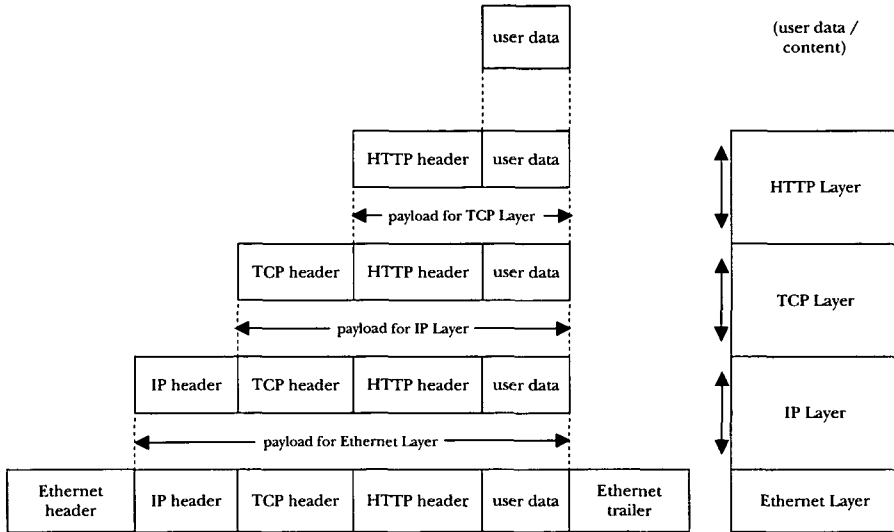 user data
(user data /
content)
HTTP header
user data
HTTP Layer
payload for TCP Layer
TCP header
HTTP header
user data
TCP Layer
payload for IP Layer
IP header
TCP header
HTTP header
user data
IP Layer
payload for Ethernet Layer
Ethernet
header
IP header
TCP header
HTTP header
user data
Ethernet
trailer
Ethernet Layer